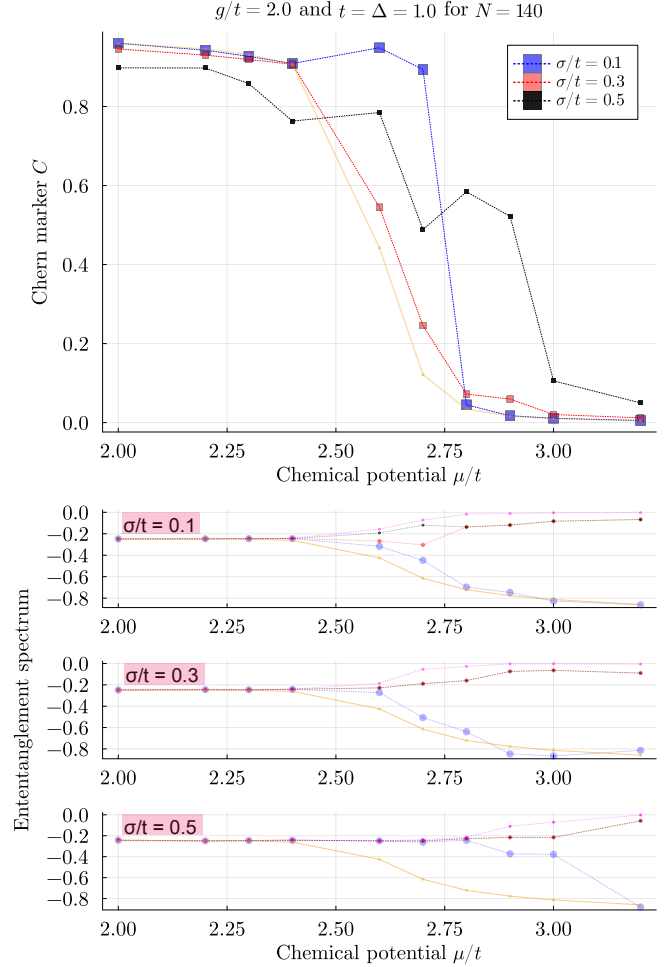 g/t = 2.0 and t = Δ = 1.0 for N = 140
Chern marker C
0.8
0.6
0.4
0.2
0.0
σ/t = 0.1
σ/t = 0.3
σ/t = 0.5
2.00 2.25 2.50 2.75 3.00
Chemical potential μ/t
Ententanglement spectrum
σ/t = 0.1
0.0
−0.2
−0.4
−0.6
−0.8
2.00 2.25 2.50 2.75 3.00
σ/t = 0.3
0.0
−0.2
−0.4
−0.6
−0.8
2.00 2.25 2.50 2.75 3.00
σ/t = 0.5
0.0
−0.2
−0.4
−0.6
−0.8
2.00 2.25 2.50 2.75 3.00
Chemical potential μ/t